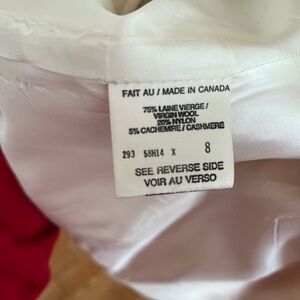 FAIT AU / MADE IN CANADA
75% LAINE VIERGE/
VIRGIN WOOL
20% NYLON
5% CACHEMIRE / CASHMERE
293 58H14 X 8
SEE REVERSE SIDE
VOIR AU VERSO